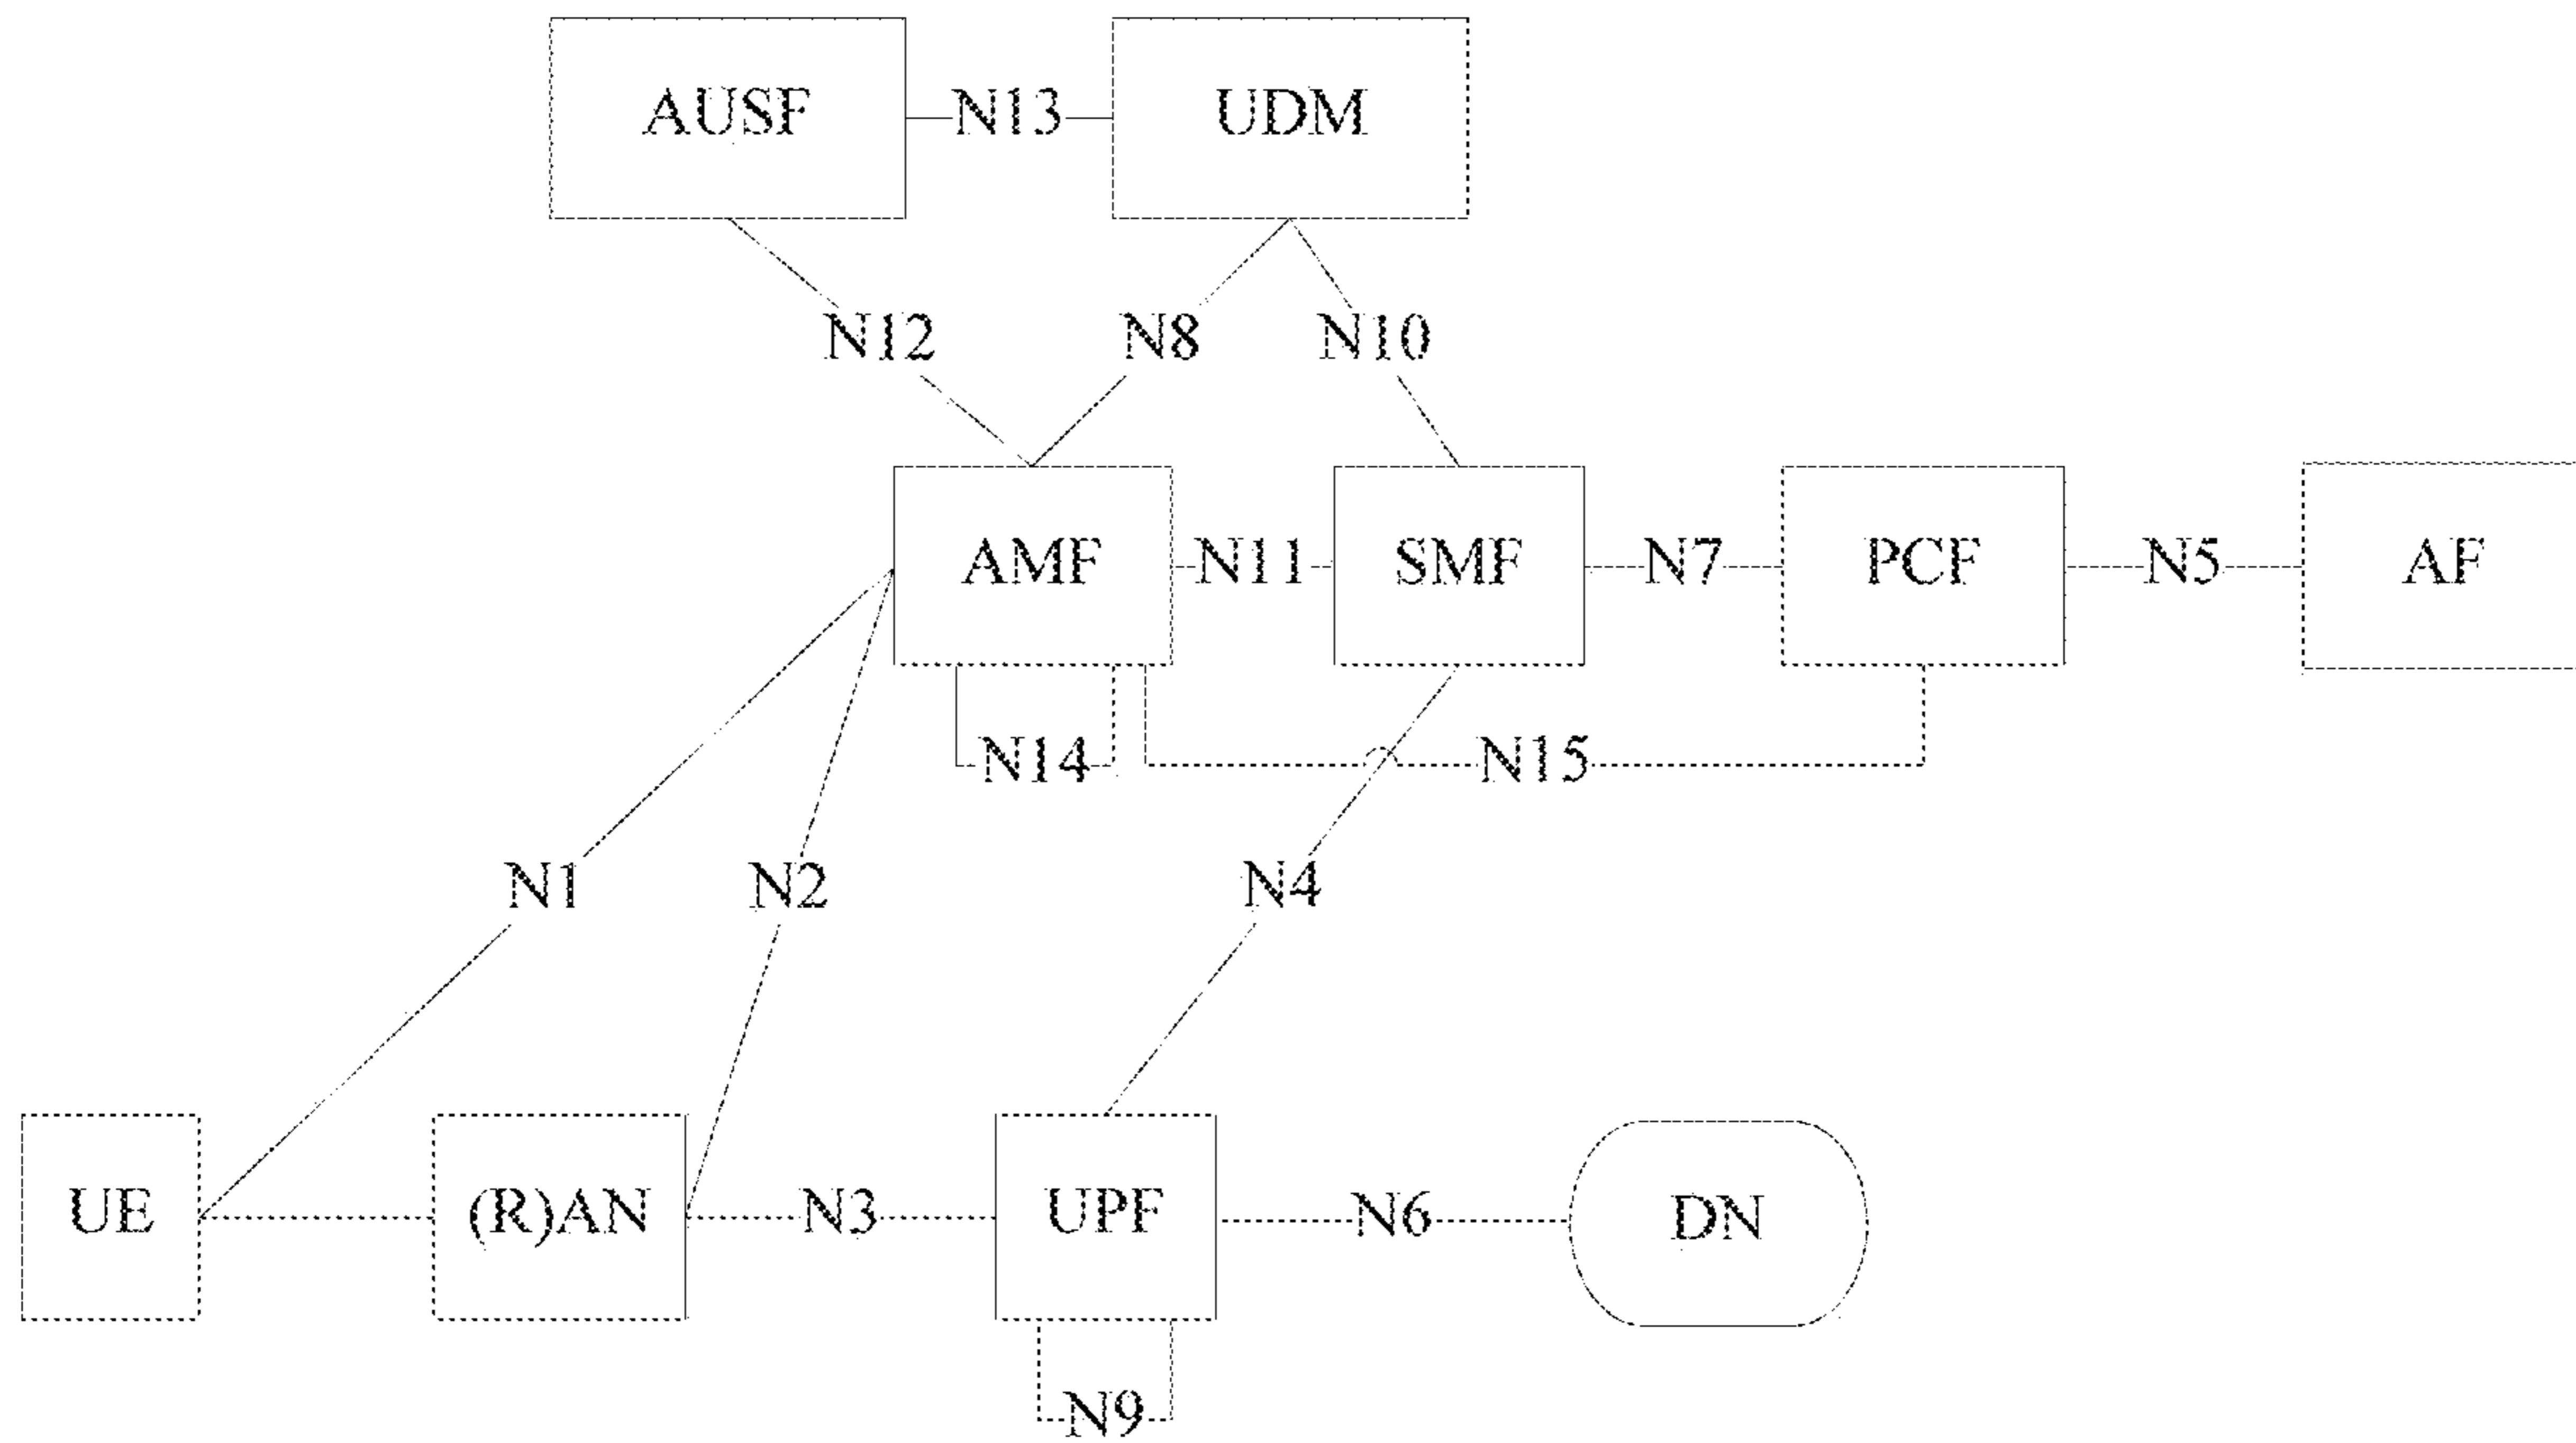 AUSF N13 UDM
N12 N8 N10
AMF N11 SMF N7 PCF N5 AF
N14 N15
N1 N2 N4
UE (R)AN N3 UPF N6 DN
N9